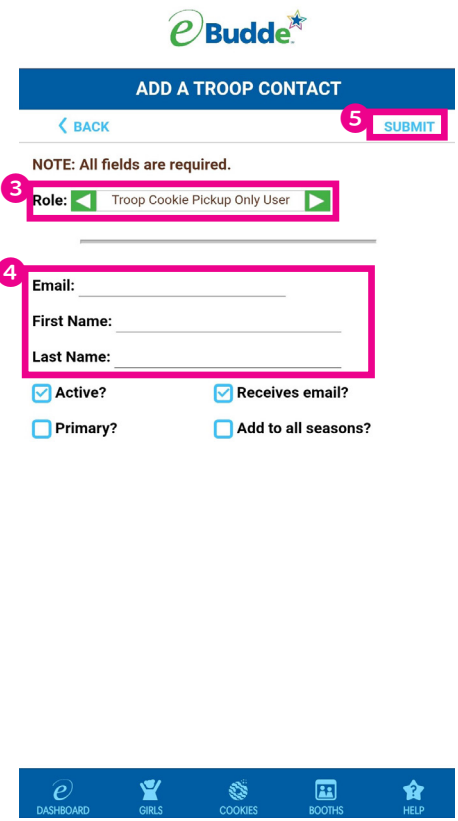 eBudde
ADD A TROOP CONTACT
BACK
5
SUBMIT
NOTE: All fields are required.
3
Role: Troop Cookie Pickup Only User
4
Email:
First Name:
Last Name:
Active? Receives email?
Primary? Add to all seasons?
DASHBOARD GIRLS COOKIES BOOTHS HELP